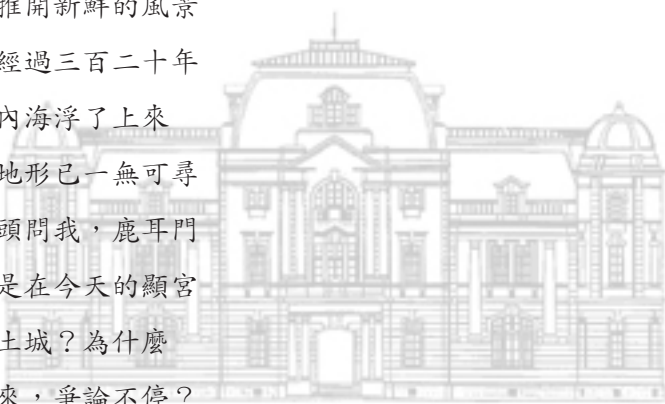 推開新鮮的風景
經過三百二十年
內海浮了上來
地形已一無可尋
頭問我，鹿耳門
是在今天的顯宮
土城？為什麼
來，爭論不停？